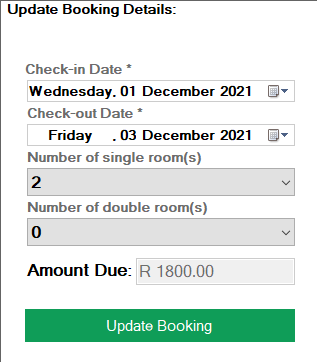 Update Booking Details:
Check-in Date *
Wednesday, 01 December 2021
Check-out Date *
Friday , 03 December 2021
Number of single room(s)
2
Number of double room(s)
0
Amount Due: R 1800.00
Update Booking